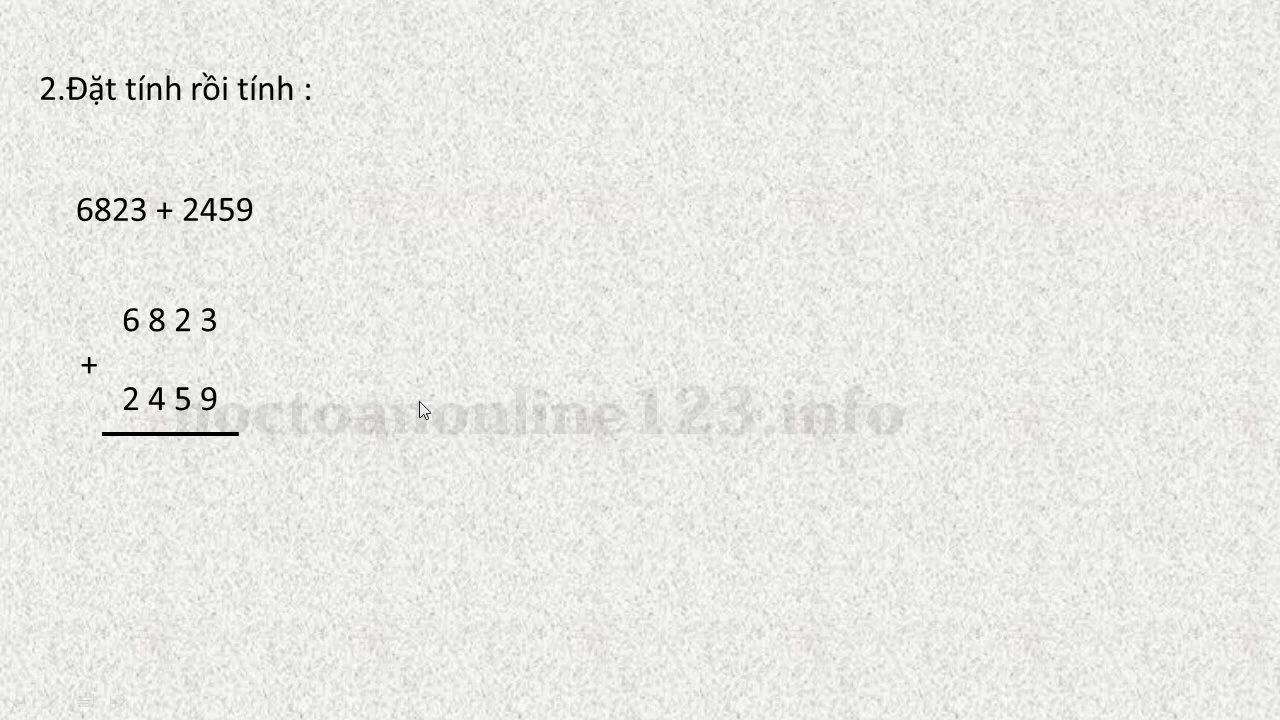 2.Đặt tính rồi tính :
6823 + 2459
6 8 2 3
+
2 4 5 9
hoctoanonline123.info